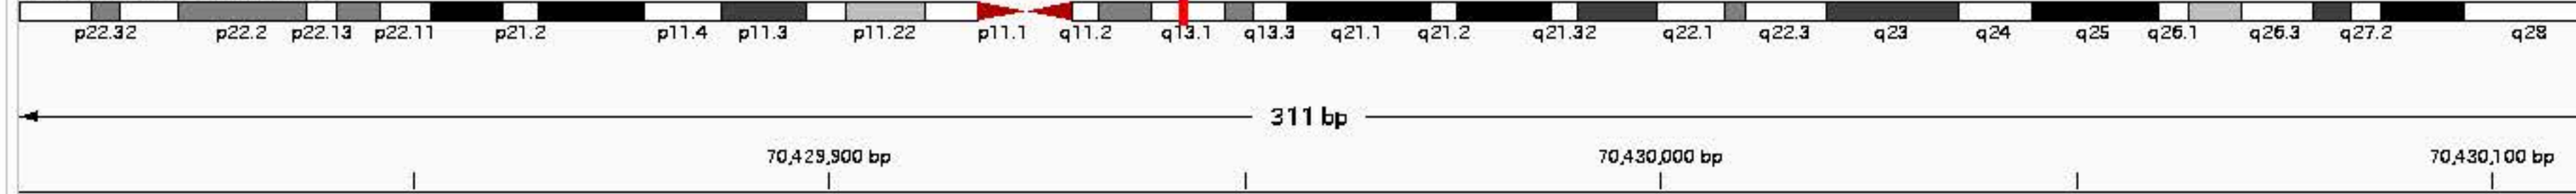 p22.32 p22.2 p22.13 p22.11 p21.2 p11.4 p11.3 p11.22 p11.1 q11.2 q13.1 q13.3 q21.1 q21.2 q21.32 q22.1 q22.3 q23 q24 q25 q26.1 q26.3 q27.2 q28
311 bp
70,429,900 bp 70,430,000 bp 70,430,100 bp